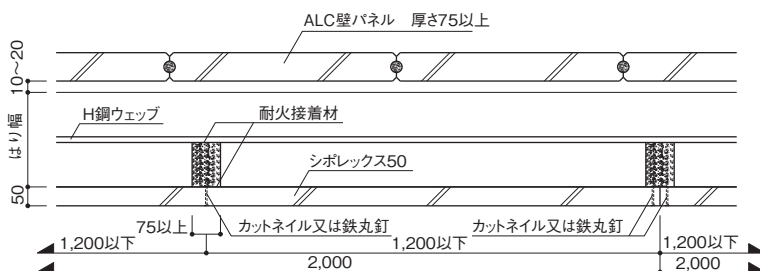 ALC壁パネル 厚さ75以上
10〜20
H鋼ウェッブ
耐火接着材
はり幅
シポレックス50
50
75以上
カットネイル又は鉄丸釘
カットネイル又は鉄丸釘
1,200以下
1,200以下
1,200以下
2,000
2,000